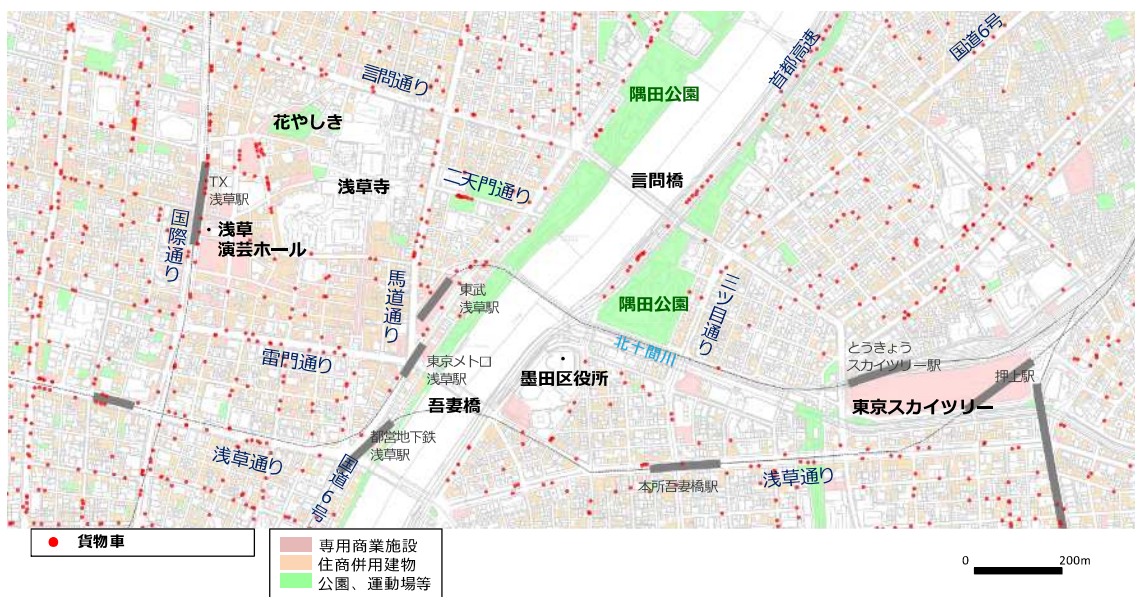 言問通り
首都高速
国道6号
隅田公園
花やしき
言問橋
TX
浅草駅
浅草寺
二天門通り
国際通り
浅草
演芸ホール
馬道通り
東武
浅草駅
隅田公園
三ツ目通り
雷門通り
東京メトロ
浅草駅
北十間川
とうきょう
スカイツリー駅
押上駅
墨田区役所
吾妻橋
東京スカイツリー
都営地下鉄
浅草駅
浅草通り
国道6号
本所吾妻橋駅
浅草通り
貨物車
専用商業施設
住商併用建物
公園、運動場等
0 200m